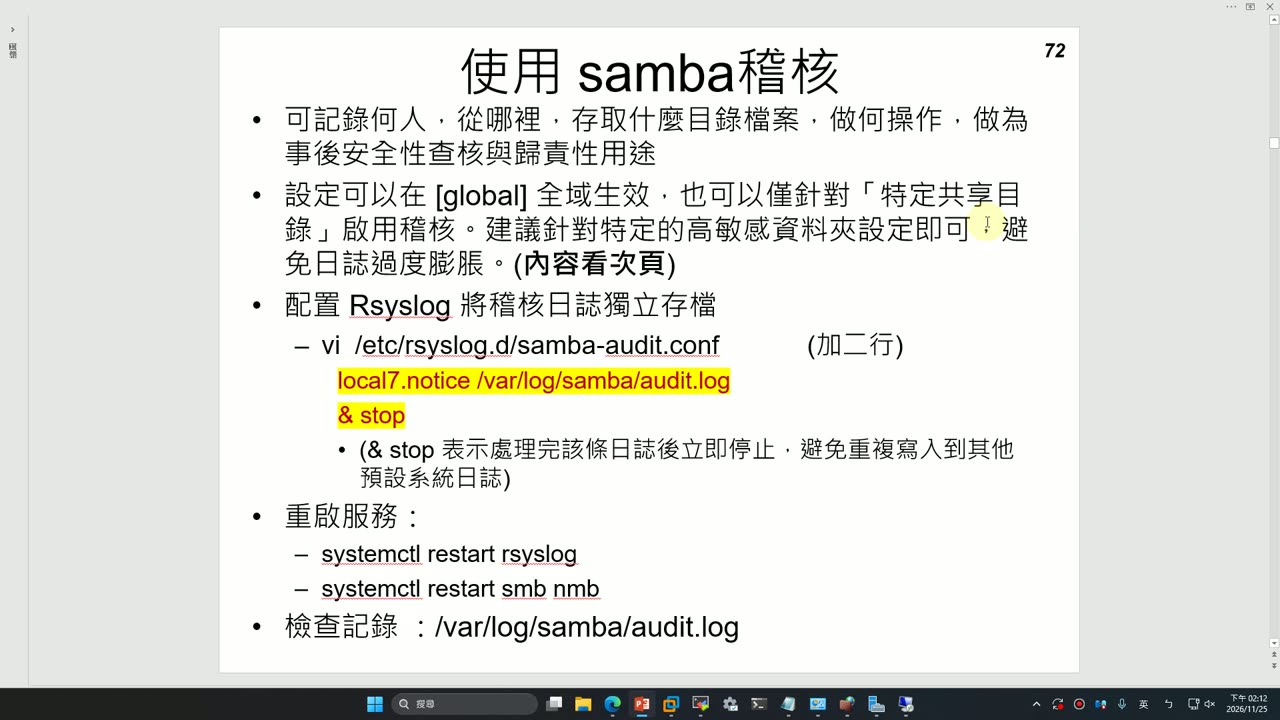 72
使用 samba稽核
• 可記錄何人，從哪裡，存取什麼目錄檔案，做何操作，做為
事後安全性查核與歸責性用途
• 設定可以在 [global] 全域生效，也可以僅針對「特定共享目
錄」啟用稽核。建議針對特定的高敏感資料夾設定即可，避
免日誌過度膨脹。(內容看次頁)
• 配置 Rsyslog 將稽核日誌獨立存檔
– vi /etc/rsyslog.d/samba-audit.conf (加二行)
local7.notice /var/log/samba/audit.log
& stop
• (& stop 表示處理完該條日誌後立即停止，避免重複寫入到其他
預設系統日誌)
• 重啟服務：
– systemctl restart rsyslog
– systemctl restart smb nmb
• 檢查記錄 ：/var/log/samba/audit.log
搜尋
英
下午 02:12
2026/11/25